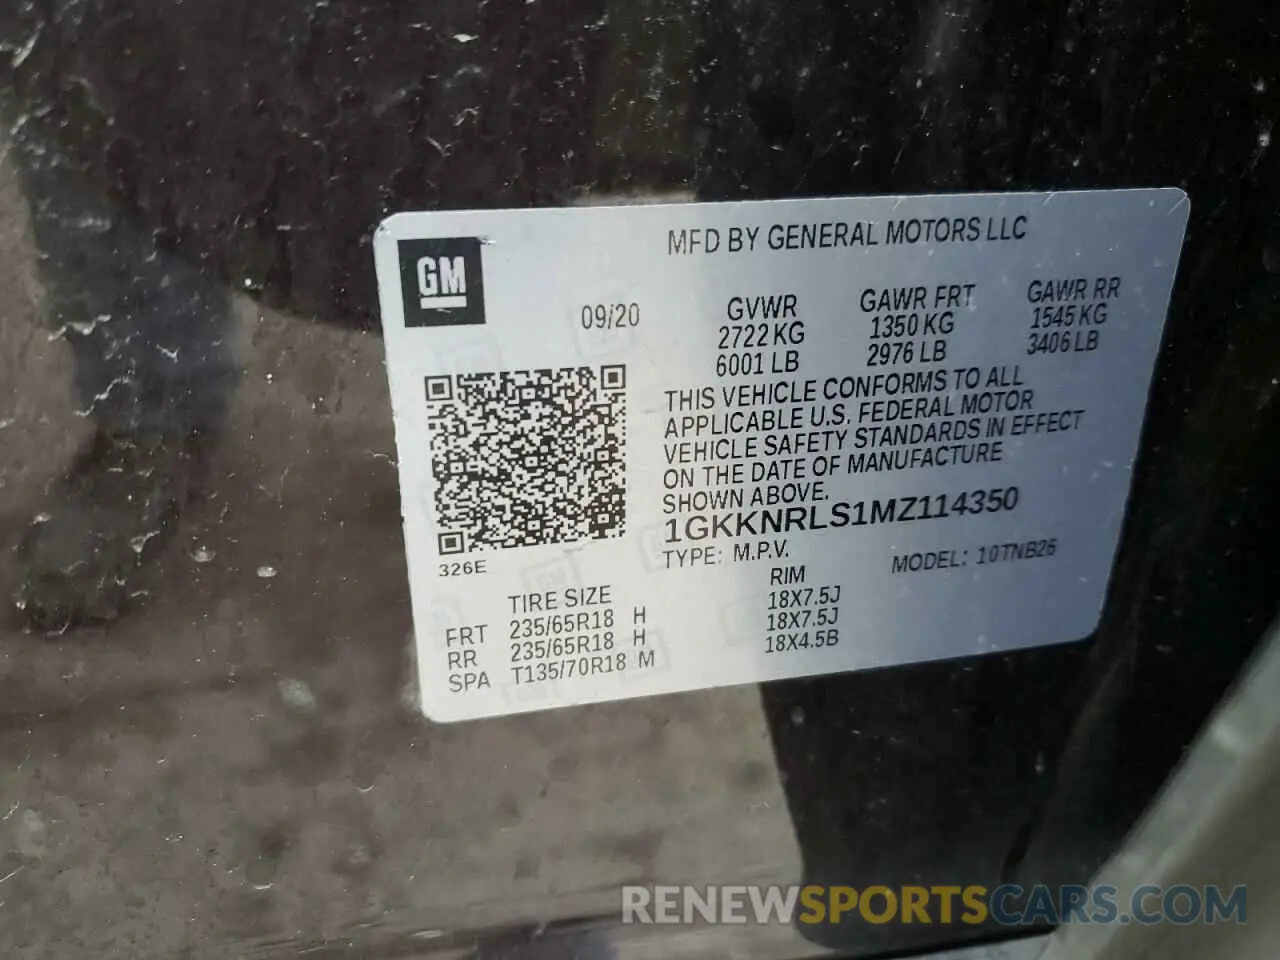 MFD BY GENERAL MOTORS LLC
GM
09/20
GVWR
2722 KG
6001 LB
GAWR FRT
1350 KG
2976 LB
GAWR RR
1545 KG
3406 LB
THIS VEHICLE CONFORMS TO ALL
APPLICABLE U.S. FEDERAL MOTOR
VEHICLE SAFETY STANDARDS IN EFFECT
ON THE DATE OF MANUFACTURE
SHOWN ABOVE.
1GKKNRLS1MZ114350
TYPE: M.P.V. MODEL: 10TNB26
326E
TIRE SIZE RIM
FRT 235/65R18 H 18X7.5J
RR 235/65R18 H 18X7.5J
SPA T135/70R18 M 18X4.5B
RENEWSPORTSCARS.COM